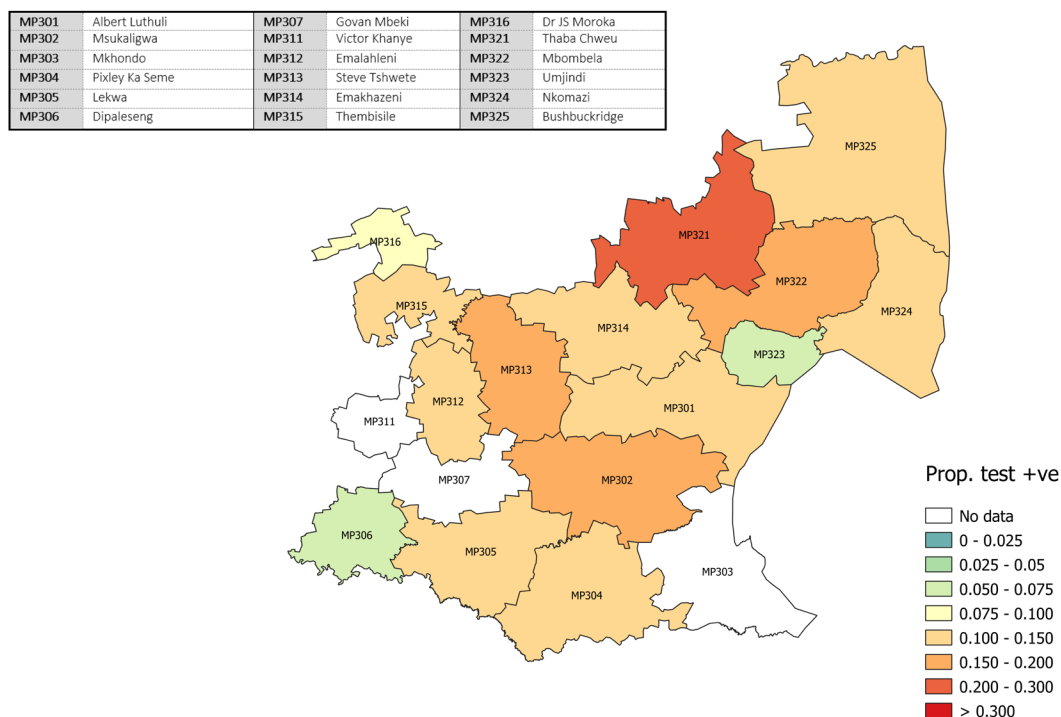 MP301 Albert Luthuli MP307 Govan Mbeki MP316 Dr JS Moroka
MP302 Msukaligwa MP311 Victor Khanye MP321 Thaba Chweu
MP303 Mkhondo MP312 Emalahleni MP322 Mbombela
MP304 Pixley Ka Seme MP313 Steve Tshwete MP323 Umjindi
MP305 Lekwa MP314 Emakhazeni MP324 Nkomazi
MP306 Dipaleseng MP315 Thembisile MP325 Bushbuckridge
MP325
MP321
MP316
MP322
MP315
MP324
MP314
MP323
MP313
MP312
MP301
MP311
MP307
MP302
MP306
MP305
MP303
MP304
Prop. test +ve
No data
0 - 0.025
0.025 - 0.05
0.050 - 0.075
0.075 - 0.100
0.100 - 0.150
0.150 - 0.200
0.200 - 0.300
> 0.300